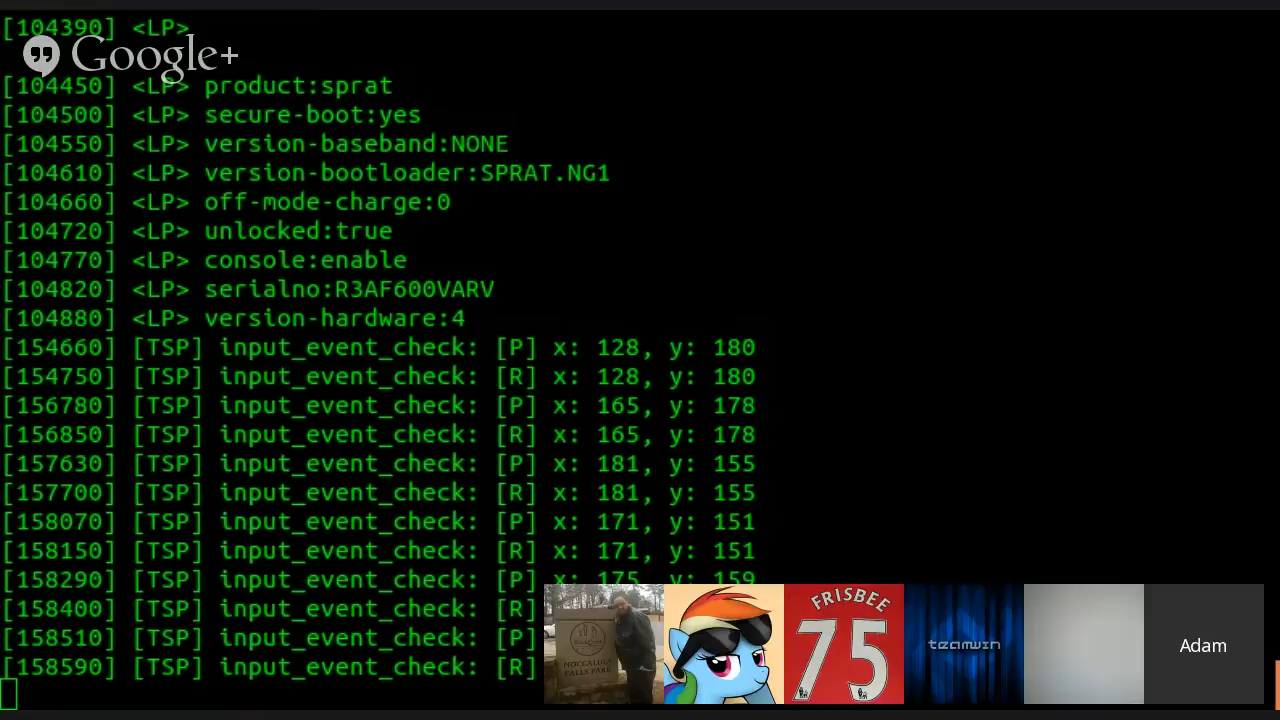 [104390] <LP>
Google+
[104450] <LP> product:sprat
[104500] <LP> secure-boot:yes
[104550] <LP> version-baseband:NONE
[104610] <LP> version-bootloader:SPRAT.NG1
[104660] <LP> off-mode-charge:0
[104720] <LP> unlocked:true
[104770] <LP> console:enable
[104820] <LP> serialno:R3AF600VARV
[104880] <LP> version-hardware:4
[154660] [TSP] input_event_check: [P] x: 128, y: 180
[154750] [TSP] input_event_check: [R] x: 128, y: 180
[156780] [TSP] input_event_check: [P] x: 165, y: 178
[156850] [TSP] input_event_check: [R] x: 165, y: 178
[157630] [TSP] input_event_check: [P] x: 181, y: 155
[157700] [TSP] input_event_check: [R] x: 181, y: 155
[158070] [TSP] input_event_check: [P] x: 171, y: 151
[158150] [TSP] input_event_check: [R] x: 171, y: 151
[158290] [TSP] input_event_check: [P] x: 175, y: 159
[158400] [TSP] input_event_check: [R]
[158510] [TSP] input_event_check: [P]
[158590] [TSP] input_event_check: [R]
NOCCALULA
FALLS PARK
FRISBEE
75
teamwin
Adam